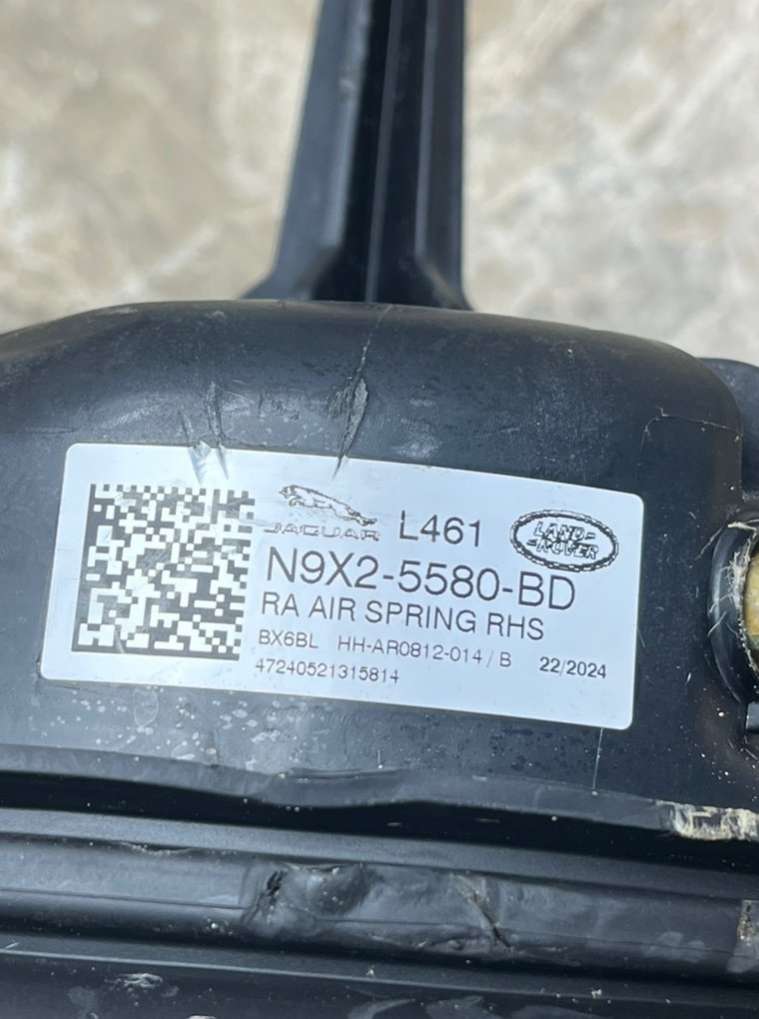 JAGUAR L461 LAND-ROVER
N9X2-5580-BD
RA AIR SPRING RHS
BX6BL HH-AR0812-014 / B 22/2024
47240521315814